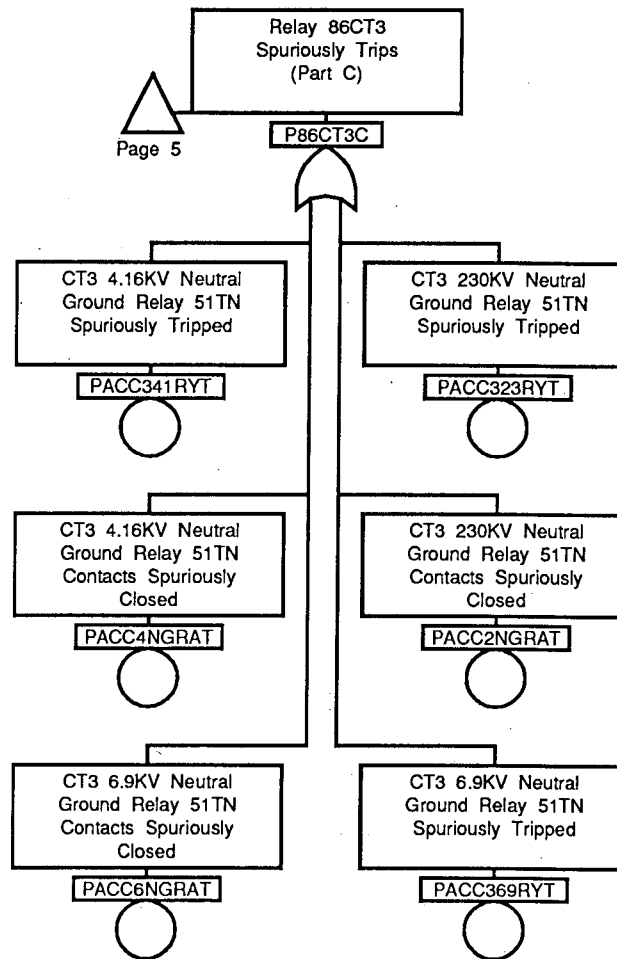 Relay 86CT3
Spuriously Trips
(Part C)
Page 5
P86CT3C
CT3 4.16KV Neutral
Ground Relay 51TN
Spuriously Tripped
PACC341RYT
CT3 230KV Neutral
Ground Relay 51TN
Spuriously Tripped
PACC323RYT
CT3 4.16KV Neutral
Ground Relay 51TN
Contacts Spuriously
Closed
PACC4NGRAT
CT3 230KV Neutral
Ground Relay 51TN
Contacts Spuriously
Closed
PACC2NGRAT
CT3 6.9KV Neutral
Ground Relay 51TN
Contacts Spuriously
Closed
PACC6NGRAT
CT3 6.9KV Neutral
Ground Relay 51TN
Spuriously Tripped
PACC369RYT